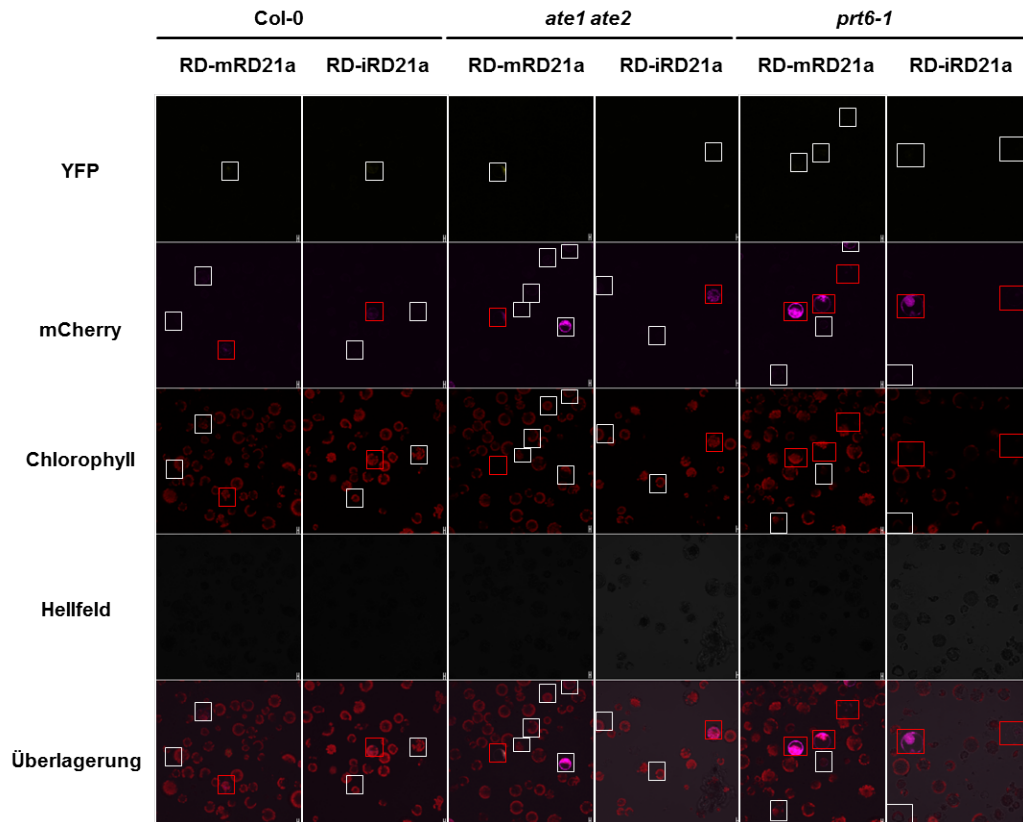 Col-0 ate1 ate2 prt6-1
RD-mRD21a RD-iRD21a RD-mRD21a RD-iRD21a RD-mRD21a RD-iRD21a
YFP
mCherry
Chlorophyll
Hellfeld
Überlagerung